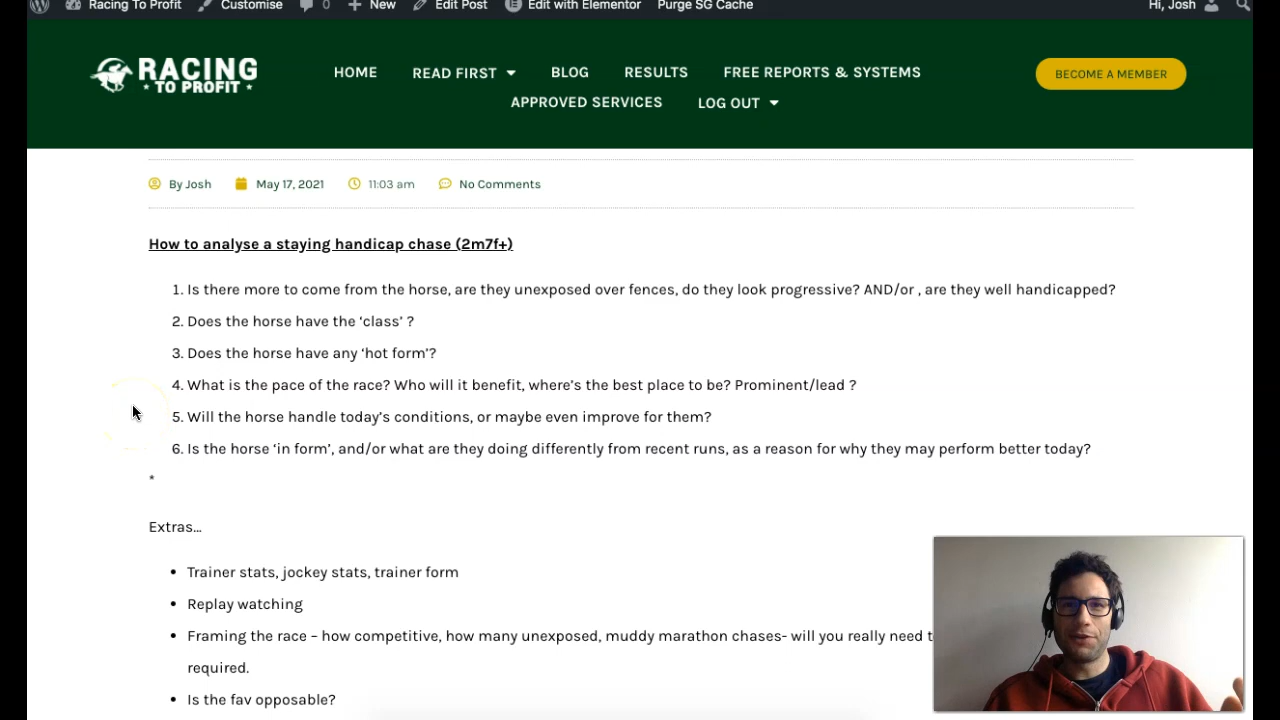 Racing To Profit Customise 0 New Edit Post Edit with Elementor Purge SG Cache Hi, Josh
RACING TO PROFIT
HOME READ FIRST BLOG RESULTS FREE REPORTS & SYSTEMS
APPROVED SERVICES LOG OUT
BECOME A MEMBER
By Josh May 17, 2021 11:03 am No Comments
How to analyse a staying handicap chase (2m7f+)
1. Is there more to come from the horse, are they unexposed over fences, do they look progressive? AND/or , are they well handicapped?
2. Does the horse have the ‘class’ ?
3. Does the horse have any ‘hot form’?
4. What is the pace of the race? Who will it benefit, where’s the best place to be? Prominent/lead ?
5. Will the horse handle today’s conditions, or maybe even improve for them?
6. Is the horse ‘in form’, and/or what are they doing differently from recent runs, as a reason for why they may perform better today?
*
Extras…
• Trainer stats, jockey stats, trainer form
• Replay watching
• Framing the race – how competitive, how many unexposed, muddy marathon chases- will you really need
required.
• Is the fav opposable?